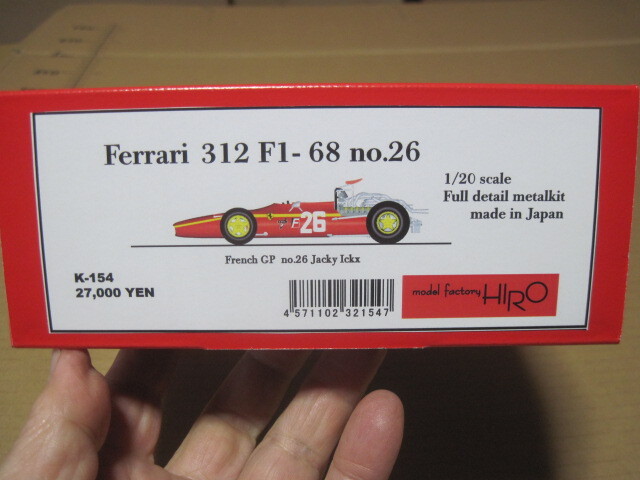 Ferrari 312 F1-68 no.26
1/20 scale
Full detail metalkit
made in Japan
F 26
French GP no.26 Jacky Ickx
K-154
27,000 YEN
4 571102 321547
model factory HIRO